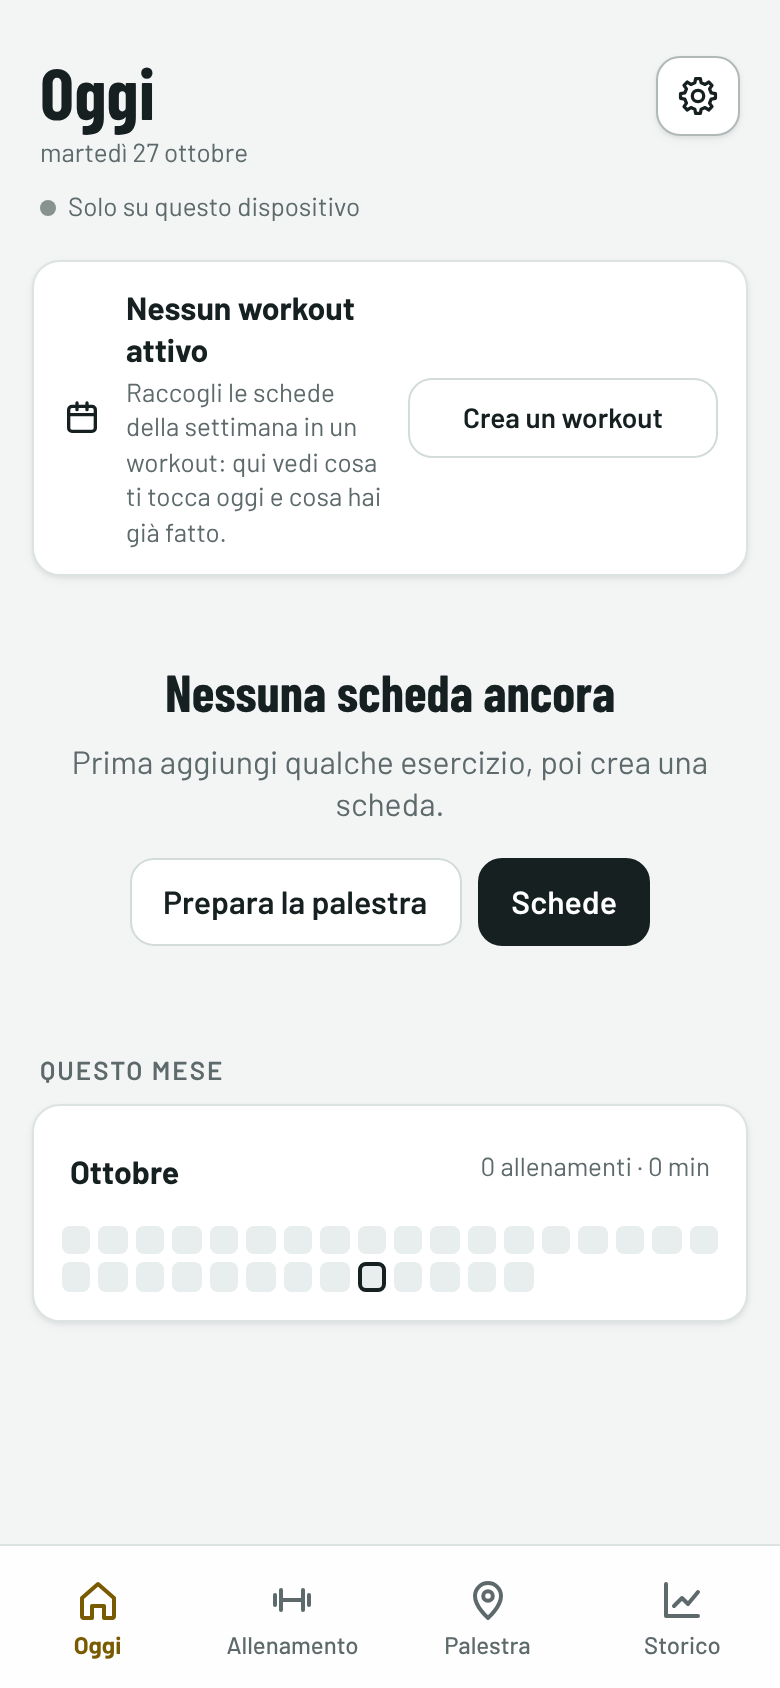 Oggi
martedì 27 ottobre
Solo su questo dispositivo
Nessun workout
attivo
Raccogli le schede
della settimana in un
workout: qui vedi cosa
ti tocca oggi e cosa hai
già fatto.
Crea un workout
Nessuna scheda ancora
Prima aggiungi qualche esercizio, poi crea una
scheda.
Prepara la palestra
Schede
QUESTO MESE
Ottobre
0 allenamenti · 0 min
Oggi
Allenamento
Palestra
Storico